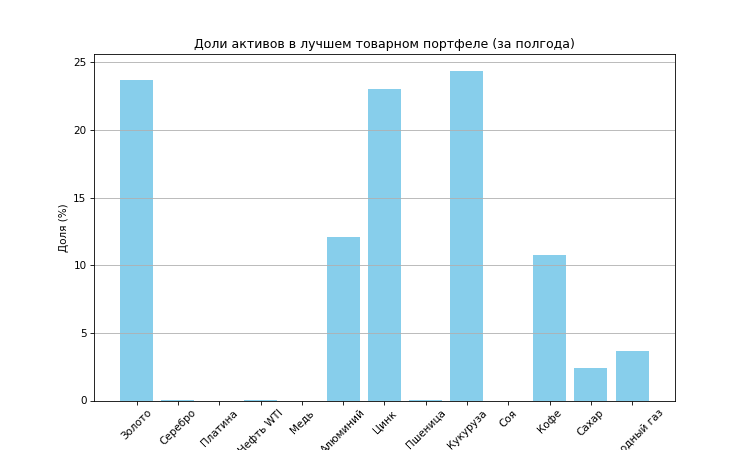 Доли активов в лучшем товарном портфеле (за полгода)
Доля (%)
25
20
15
10
5
0
Золото
Серебро
Платина
Нефть WTI
Медь
Алюминий
Цинк
Пшеница
Кукуруза
Соя
Кофе
Сахар
одный газ